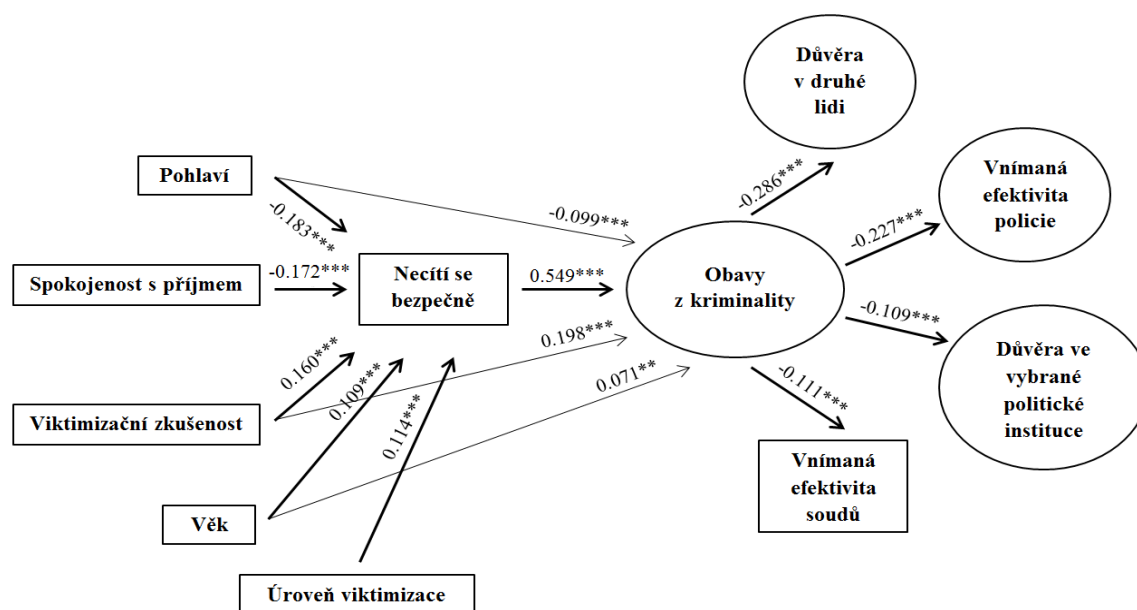 Důvěra
v druhé
lidi
Pohlaví
Vnímaná
efektivita
policie
-0.286***
-0.183***
-0.099***
-0.227***
Spokojenost s příjmem
-0.172***
Necítí se
bezpečně
0.549***
Obavy
z kriminality
-0.109***
Důvěra ve
vybrané
politické
instituce
0.160***
0.109***
0.114***
0.198***
0.071**
-0.111***
Viktimizační zkušenost
Vnímaná
efektivita
soudů
Věk
Úroveň viktimizace